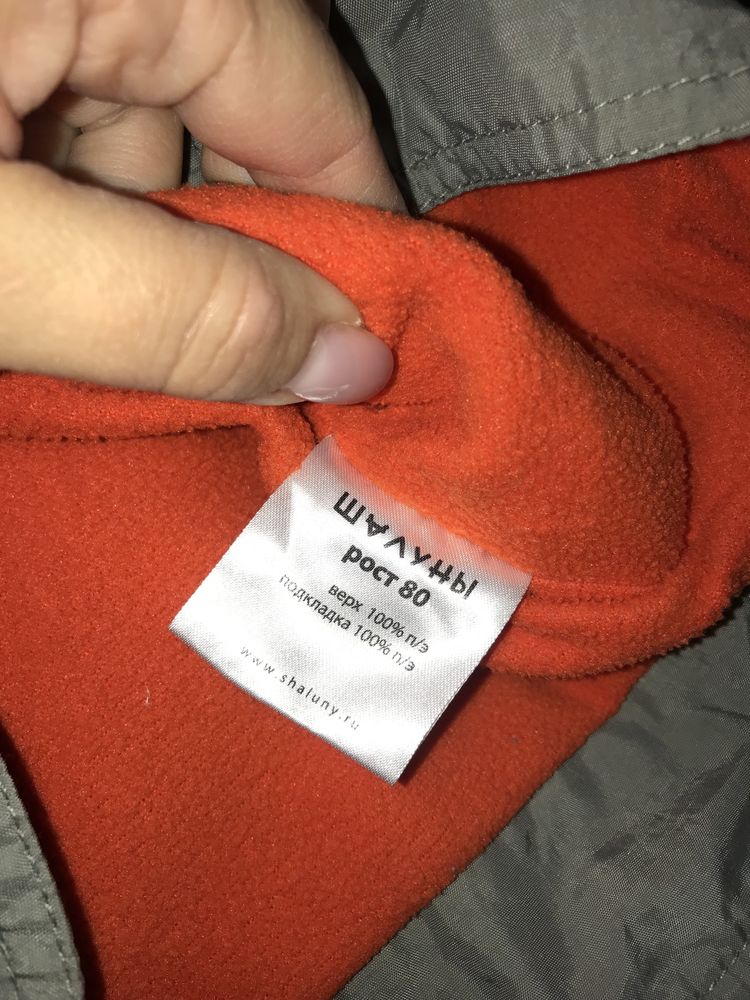 ШАЛУНЫ
рост 80
верх 100% п/э
подкладка 100% п/э
www.shaluny.ru